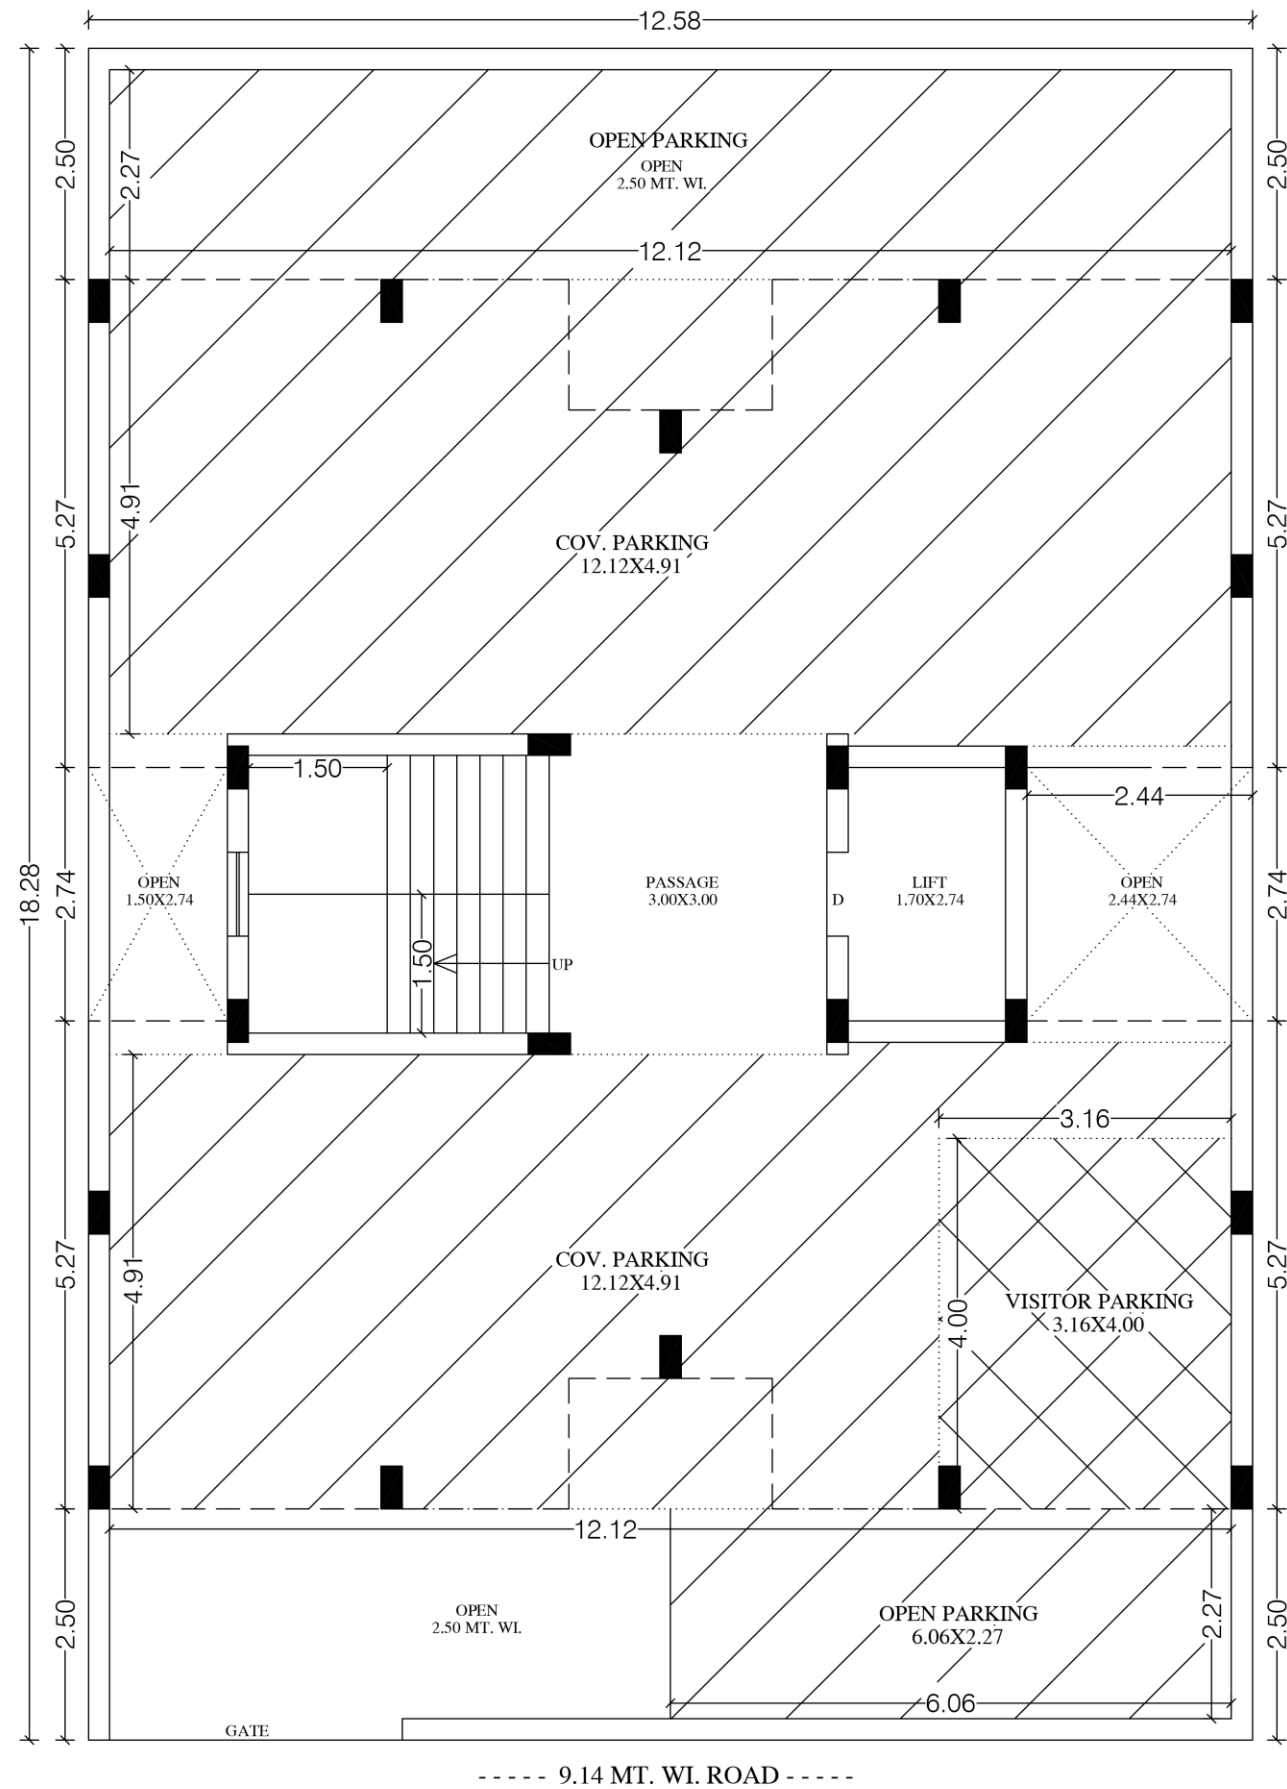 12.58
2.50
2.27
OPEN PARKING
OPEN
2.50 MT. WI.
2.50
12.12
5.27
4.91
COV. PARKING
12.12X4.91
5.27
1.50
2.44
18.28
2.74
OPEN
1.50X2.74
PASSAGE
3.00X3.00
D
LIFT
1.70X2.74
OPEN
2.44X2.74
2.74
1.50
UP
3.16
5.27
4.91
COV. PARKING
12.12X4.91
4.00
VISITOR PARKING
3.16X4.00
5.27
12.12
2.50
OPEN
2.50 MT. WI.
OPEN PARKING
6.06X2.27
2.27
2.50
6.06
GATE
- - - - - 9.14 MT. WI. ROAD - - - - -